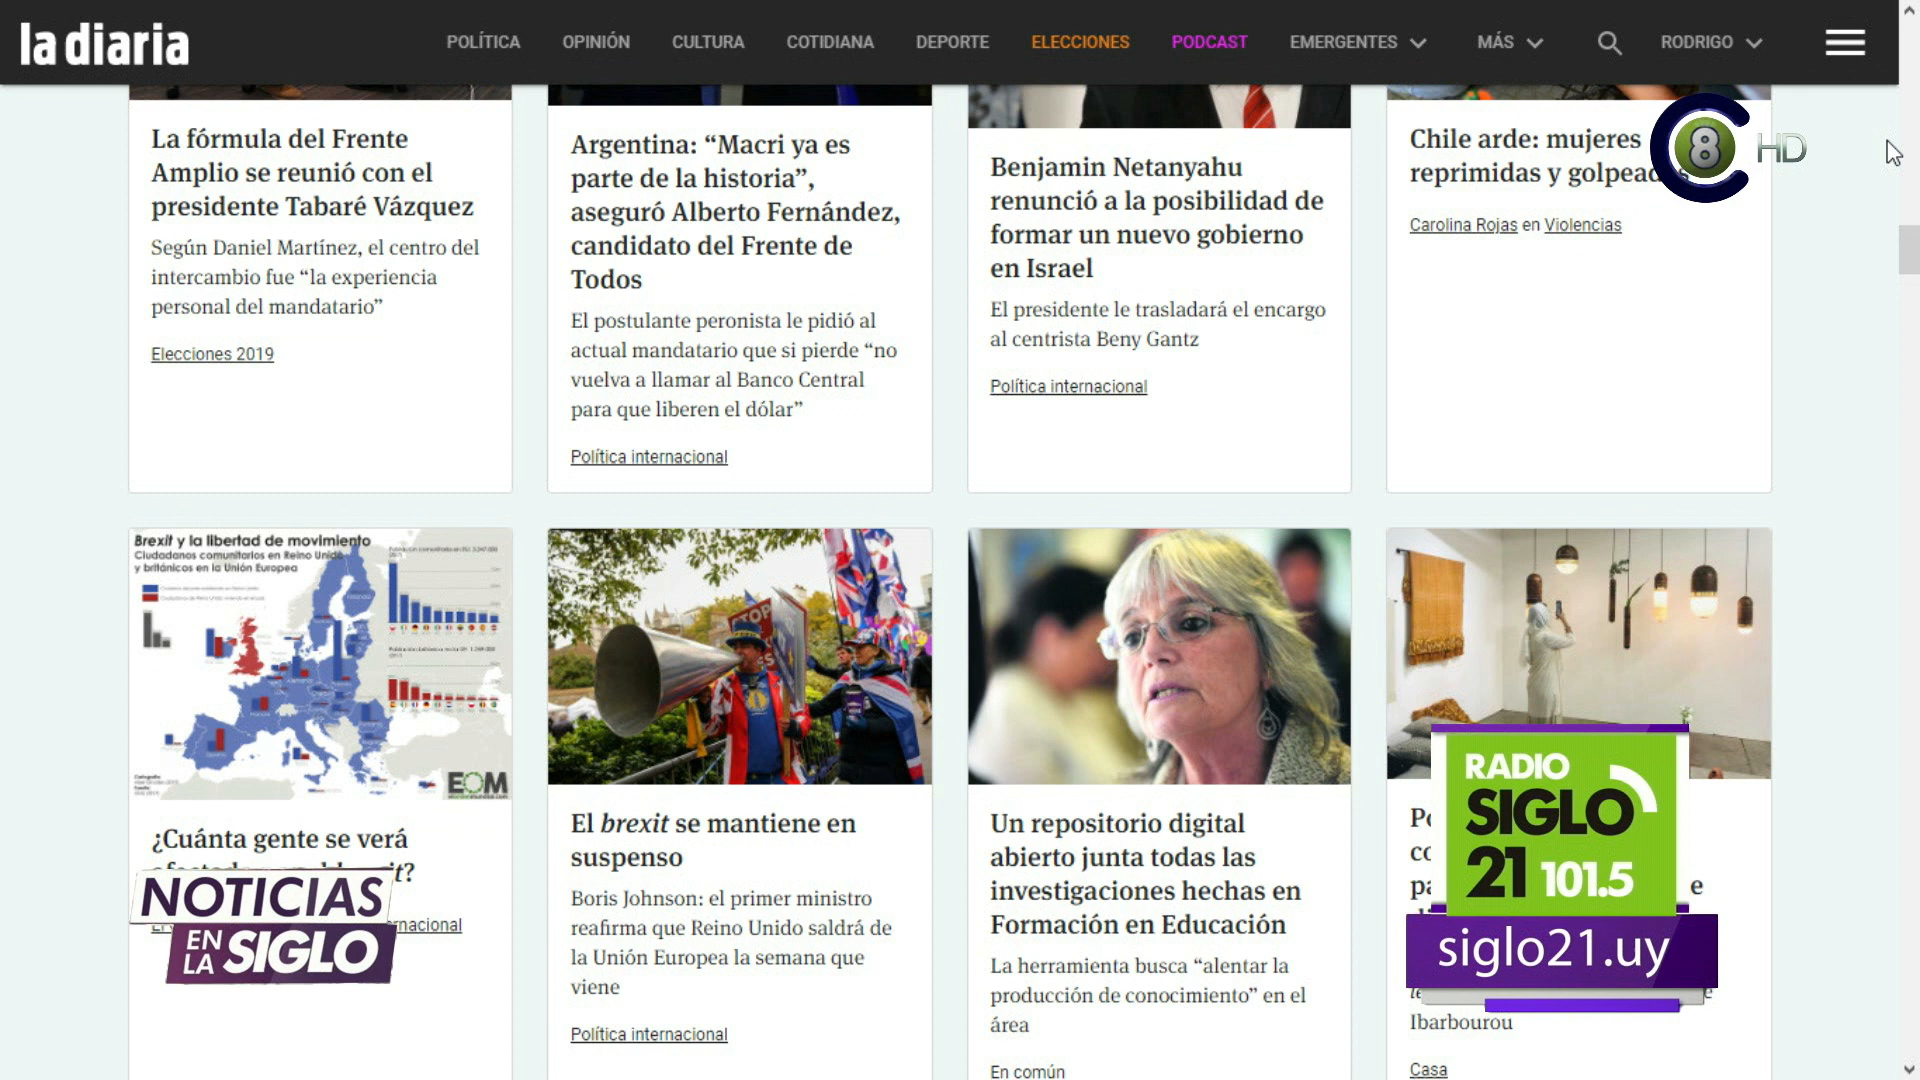 la diaria
POLÍTICA
OPINIÓN
CULTURA
COTIDIANA
DEPORTE
ELECCIONES
PODCAST
EMERGENTES
MÁS
RODRIGO
La fórmula del Frente
Amplio se reunió con el
presidente Tabaré Vázquez
Según Daniel Martínez, el centro del
intercambio fue “la experiencia
personal del mandatario”
Elecciones 2019
Argentina: “Macri ya es
parte de la historia”,
aseguró Alberto Fernández,
candidato del Frente de
Todos
El postulante peronista le pidió al
actual mandatario que si pierde “no
vuelva a llamar al Banco Central
para que liberen el dólar”
Política internacional
Benjamin Netanyahu
renunció a la posibilidad de
formar un nuevo gobierno
en Israel
El presidente le trasladará el encargo
al centrista Beny Gantz
Política internacional
Chile arde: mujeres
reprimidas y golpeadas
Carolina Rojas en Violencias
8 HD
Brexit y la libertad de movimiento
Ciudadanos comunitarios en Reino Unido
y británicos en la Unión Europea
EOM
¿Cuánta gente se verá
STOP
El brexit se mantiene en
suspenso
Boris Johnson: el primer ministro
reafirma que Reino Unido saldrá de
la Unión Europea la semana que
viene
Política internacional
Un repositorio digital
abierto junta todas las
investigaciones hechas en
Formación en Educación
La herramienta busca “alentar la
producción de conocimiento” en el
área
En común
Ibarbourou
Casa
NOTICIAS
EN LA SIGLO
RADIO
SIGLO
21 101.5
siglo21.uy